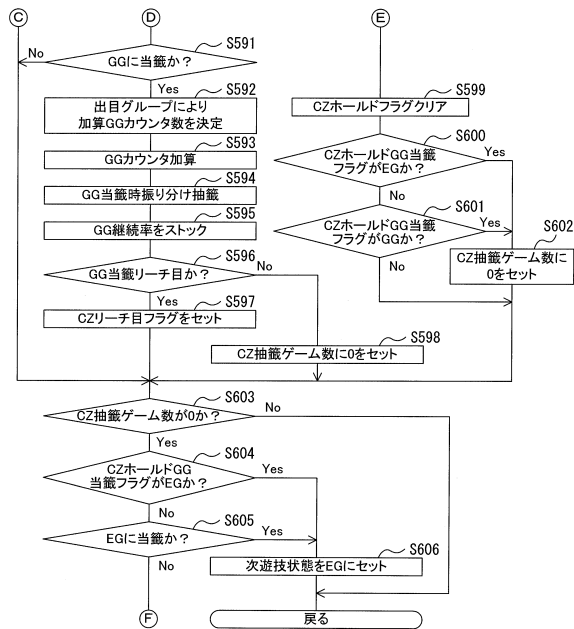 C
D
E
S591
GGに当籤か？
No
Yes
S592
出目グループにより
加算GGカウンタ数を決定
S593
GGカウンタ加算
S594
GG当籤時振り分け抽籤
S595
GG継続率をストック
S596
GG当籤リーチ目か？
No
Yes
S597
CZリーチ目フラグをセット
S598
CZ抽籤ゲーム数に0をセット
S599
CZホールドフラグクリア
S600
CZホールドGG当籤
フラグがEGか？
Yes
No
S601
CZホールドGG当籤
フラグがGGか？
Yes
No
S602
CZ抽籤ゲーム数に
0をセット
S603
CZ抽籤ゲーム数が0か？
No
Yes
S604
CZホールドGG
当籤フラグがEGか？
Yes
No
S605
EGに当籤か？
Yes
No
S606
次遊技状態をEGにセット
F
戻る